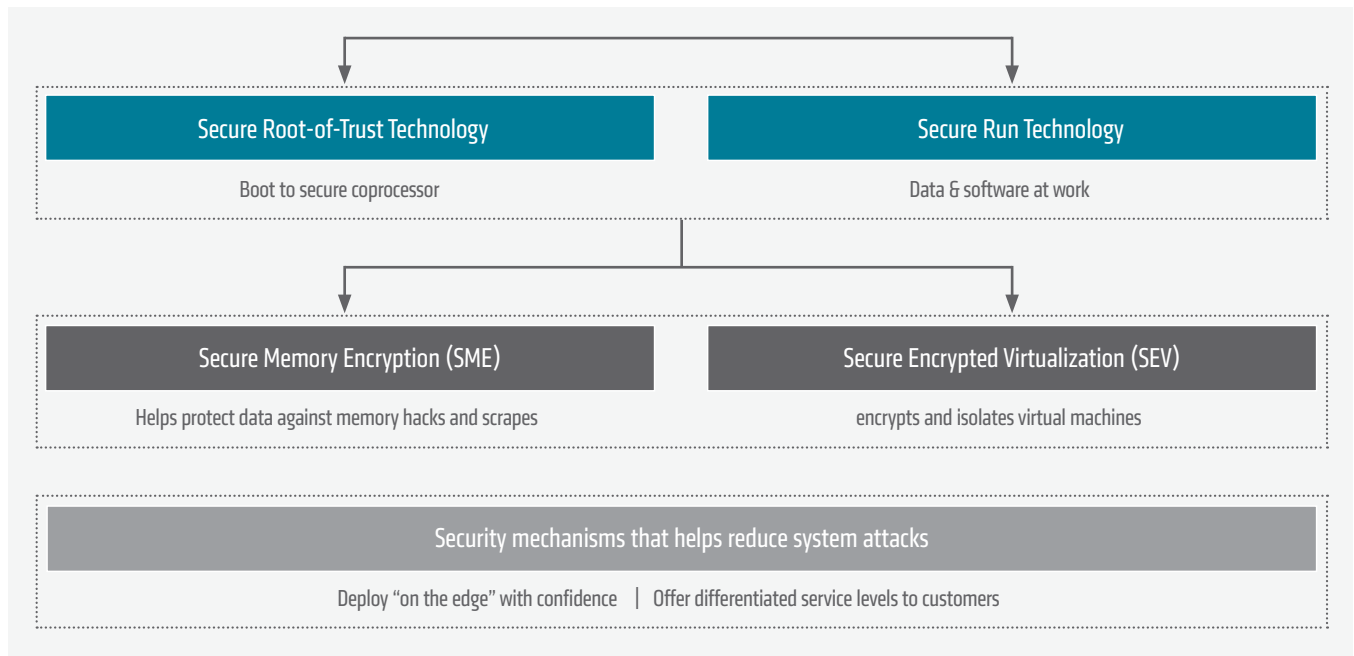 Secure Root-of-Trust Technology
Secure Run Technology
Boot to secure coprocessor
Data & software at work
Secure Memory Encryption (SME)
Secure Encrypted Virtualization (SEV)
Helps protect data against memory hacks and scrapes
encrypts and isolates virtual machines
Security mechanisms that helps reduce system attacks
Deploy “on the edge” with confidence | Offer differentiated service levels to customers